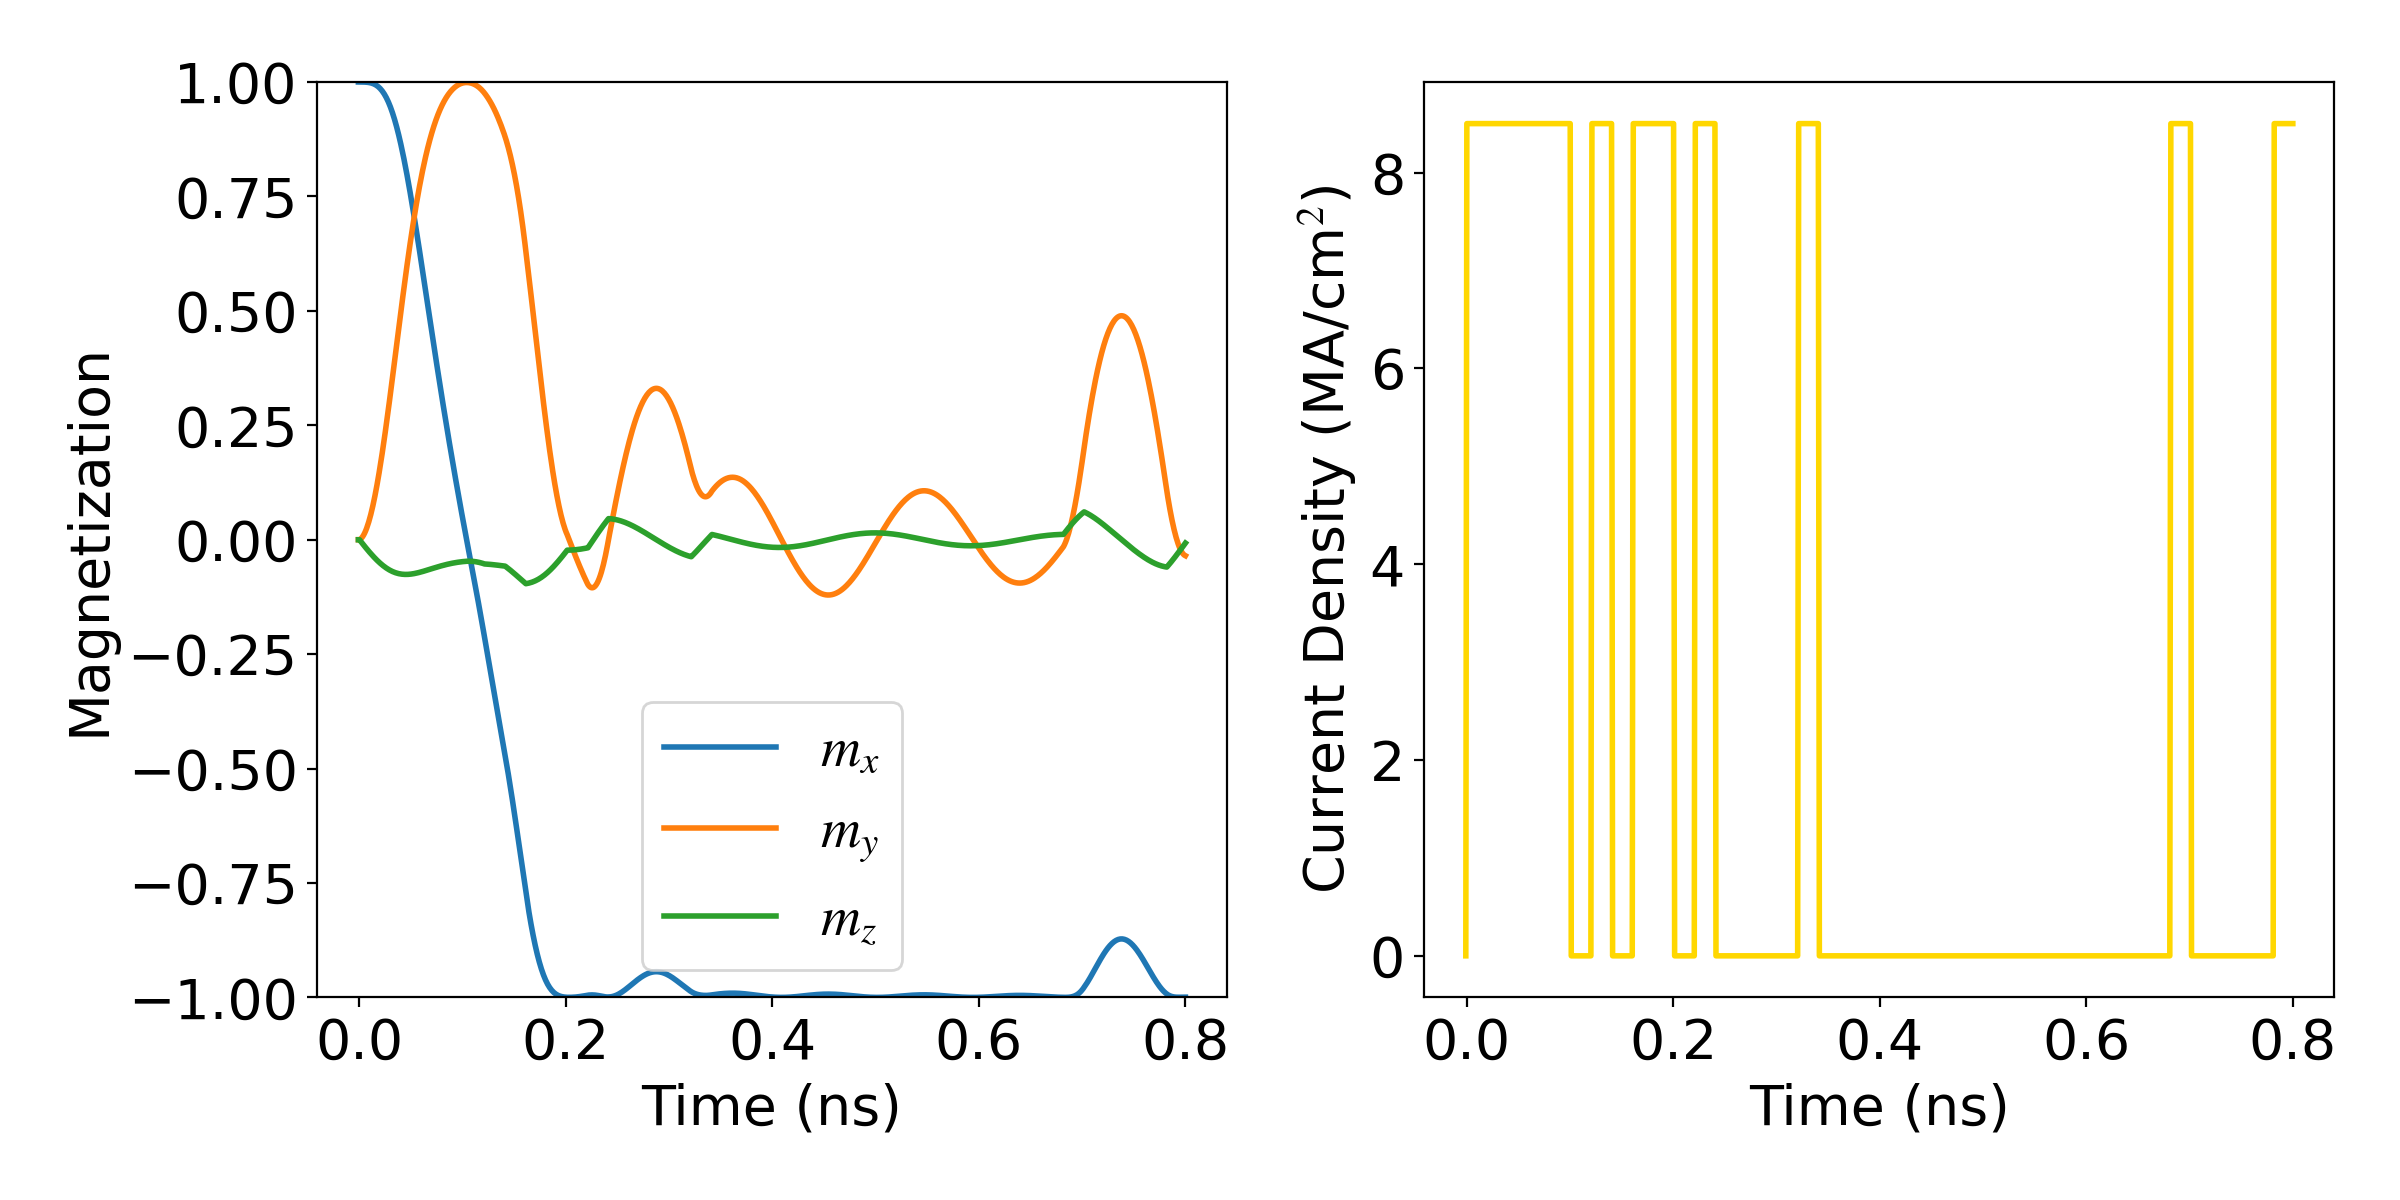 Magnetization
1.00
0.75
0.50
0.25
0.00
−0.25
−0.50
−0.75
−1.00
0.0 0.2 0.4 0.6 0.8
Time (ns)
m_x
m_y
m_z
Current Density (MA/cm²)
8
6
4
2
0
0.0 0.2 0.4 0.6 0.8
Time (ns)